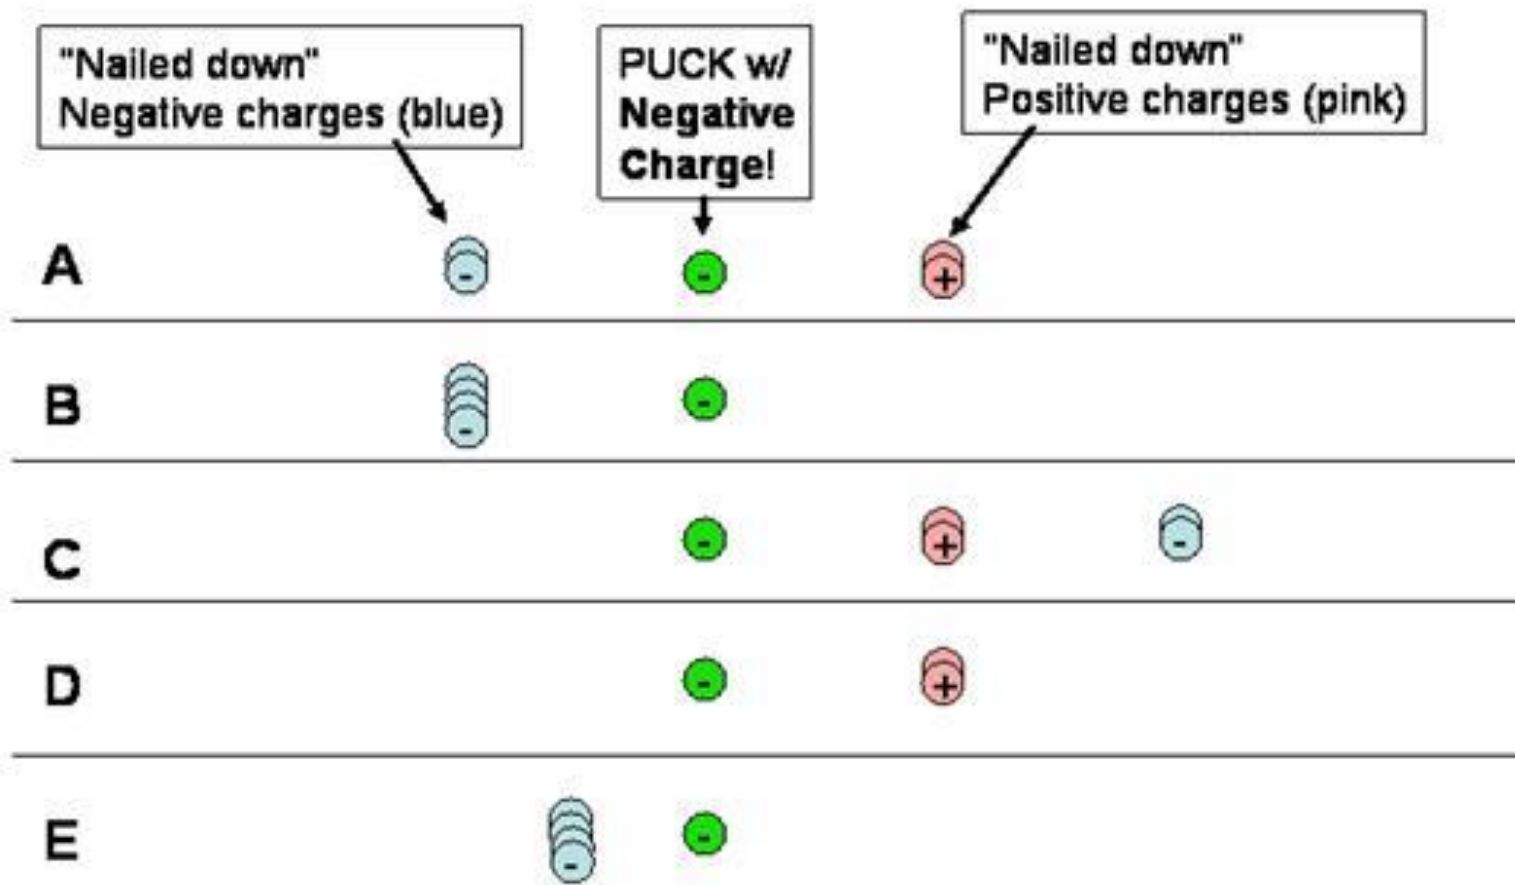 "Nailed down"
Negative charges (blue)
PUCK w/
Negative
Charge!
"Nailed down"
Positive charges (pink)
A
-
-
+
B
-
-
C
-
+
-
D
-
+
E
-
-